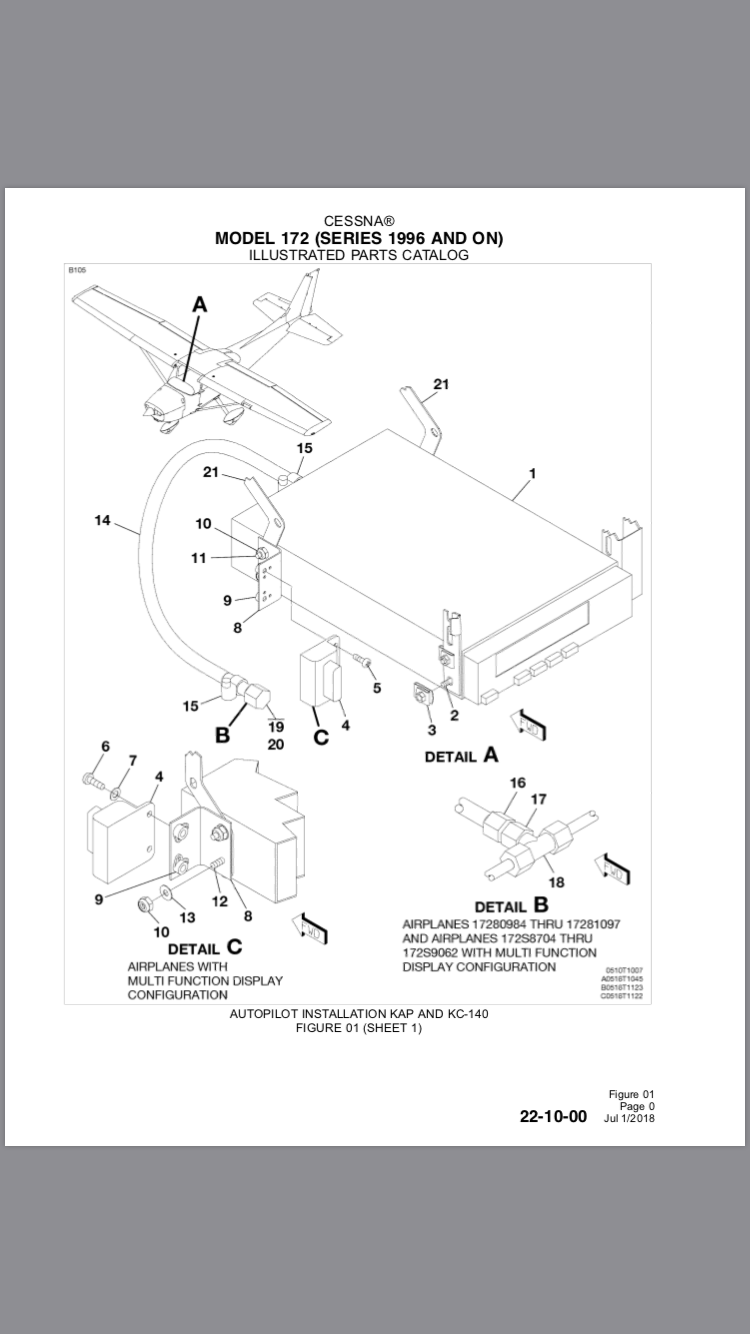 CESSNA®
MODEL 172 (SERIES 1996 AND ON)
ILLUSTRATED PARTS CATALOG
B105
A
21
15
21
1
14
10
11
9
8
5
15
B
19
20
C
4
3
2
DETAIL A
FWD
6
7
4
9
10
13
12
8
FWD
DETAIL C
AIRPLANES WITH
MULTI FUNCTION DISPLAY
CONFIGURATION
16
17
18
FWD
DETAIL B
AIRPLANES 17280984 THRU 17281097
AND AIRPLANES 172S8704 THRU
172S9062 WITH MULTI FUNCTION
DISPLAY CONFIGURATION
0510T1007
A0516T1045
B0516T1123
C0516T1122
AUTOPILOT INSTALLATION KAP AND KC-140
FIGURE 01 (SHEET 1)
Figure 01
Page 0
22-10-00 Jul 1/2018